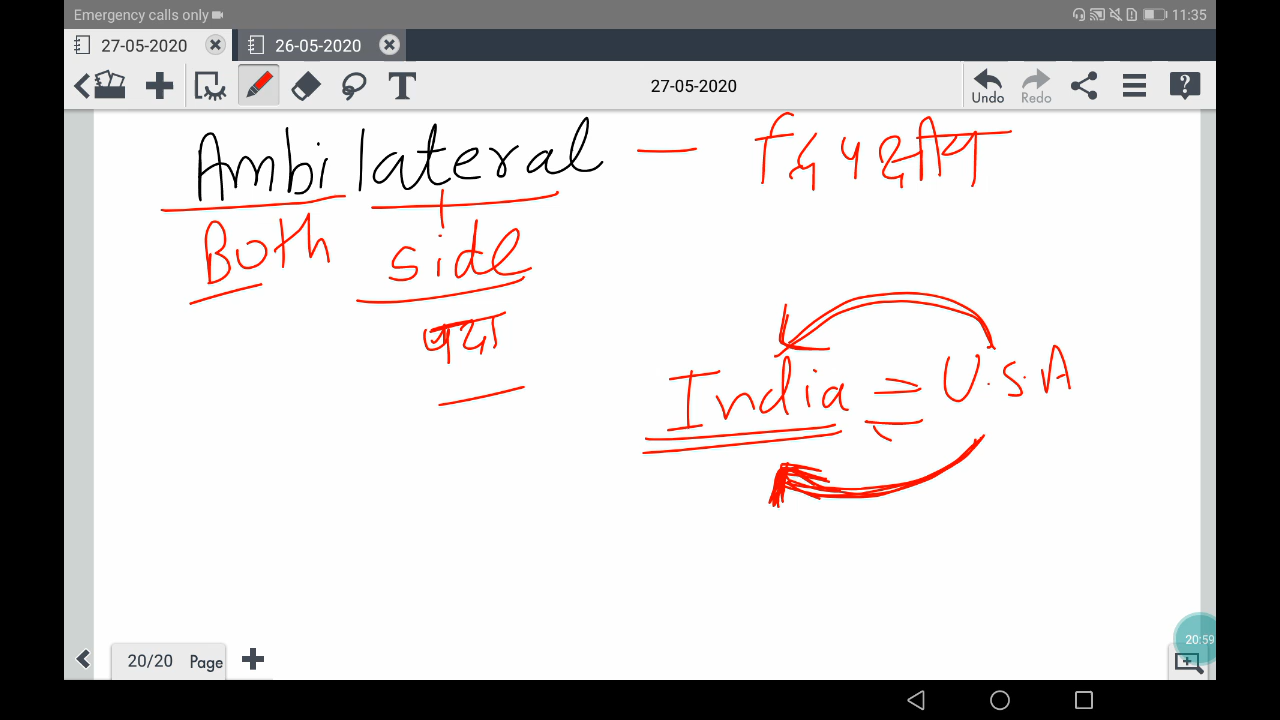 Emergency calls only 11:35
27-05-2020 26-05-2020
T 27-05-2020 Undo Redo ?
Ambilateral — द्विपक्षीय
Both side
पक्ष
India = U.S.A
20:59
20/20 Page